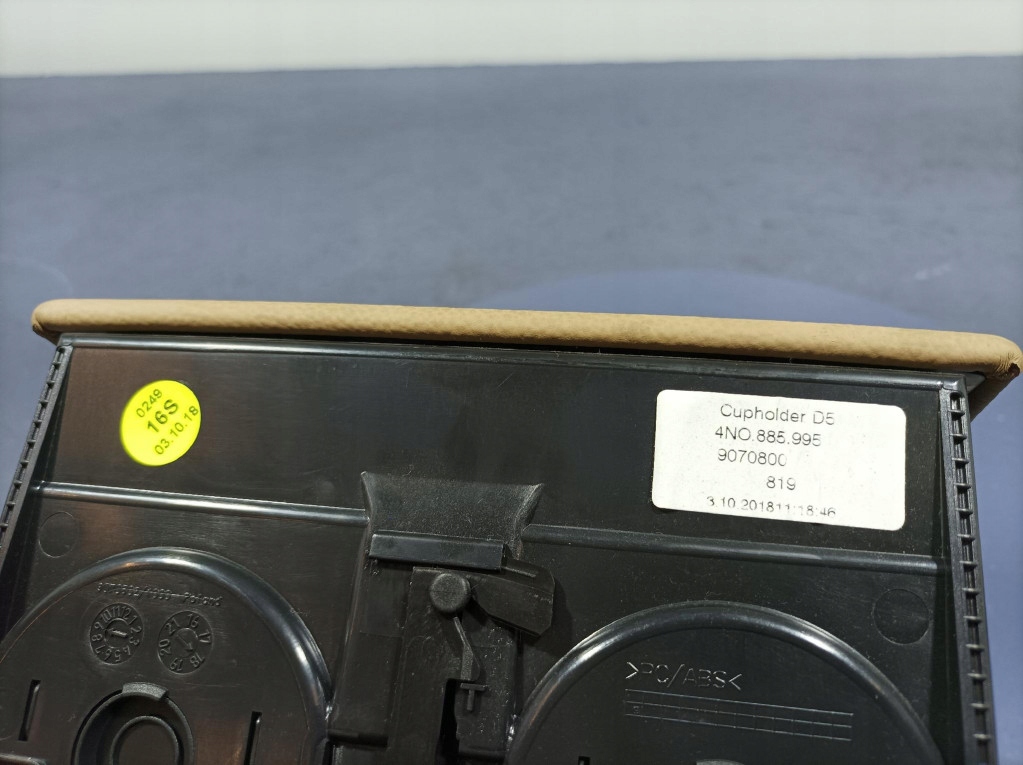 0249
16S
03.10.18
Cupholder D5
4N0.885.995
9070800
819
3.10.2018 11:18:46
>PC/ABS<